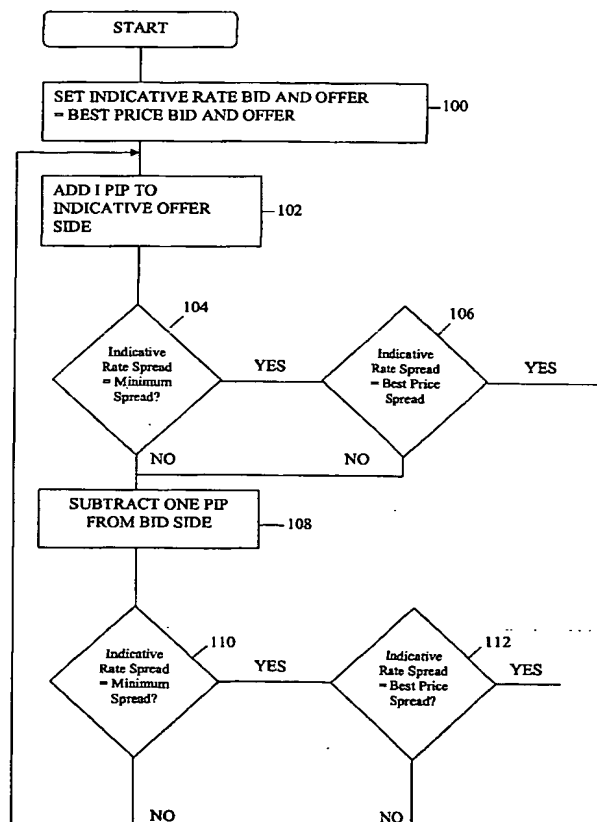 START
SET INDICATIVE RATE BID AND OFFER
= BEST PRICE BID AND OFFER
100
ADD I PIP TO
INDICATIVE OFFER
SIDE
102
104
106
Indicative
Rate Spread
= Minimum
Spread?
YES
Indicative
Rate Spread
= Best Price
Spread
YES
NO
NO
SUBTRACT ONE PIP
FROM BID SIDE
108
110
112
Indicative
Rate Spread
= Minimum
Spread?
YES
Indicative
Rate Spread
= Best Price
Spread?
YES
NO
NO